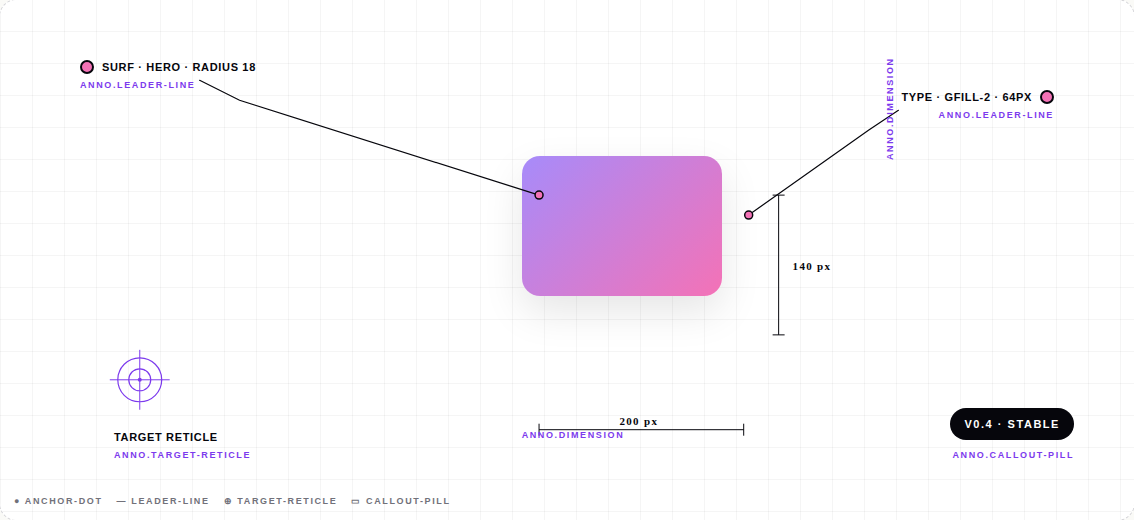 SURF · HERO · RADIUS 18
ANNO.LEADER-LINE
ANNO.DIMENSION
TYPE · GFILL-2 · 64PX
ANNO.LEADER-LINE
140 px
200 px
ANNO.DIMENSION
TARGET RETICLE
ANNO.TARGET-RETICLE
V0.4 · STABLE
ANNO.CALLOUT-PILL
● ANCHOR-DOT — LEADER-LINE ⊕ TARGET-RETICLE ▭ CALLOUT-PILL